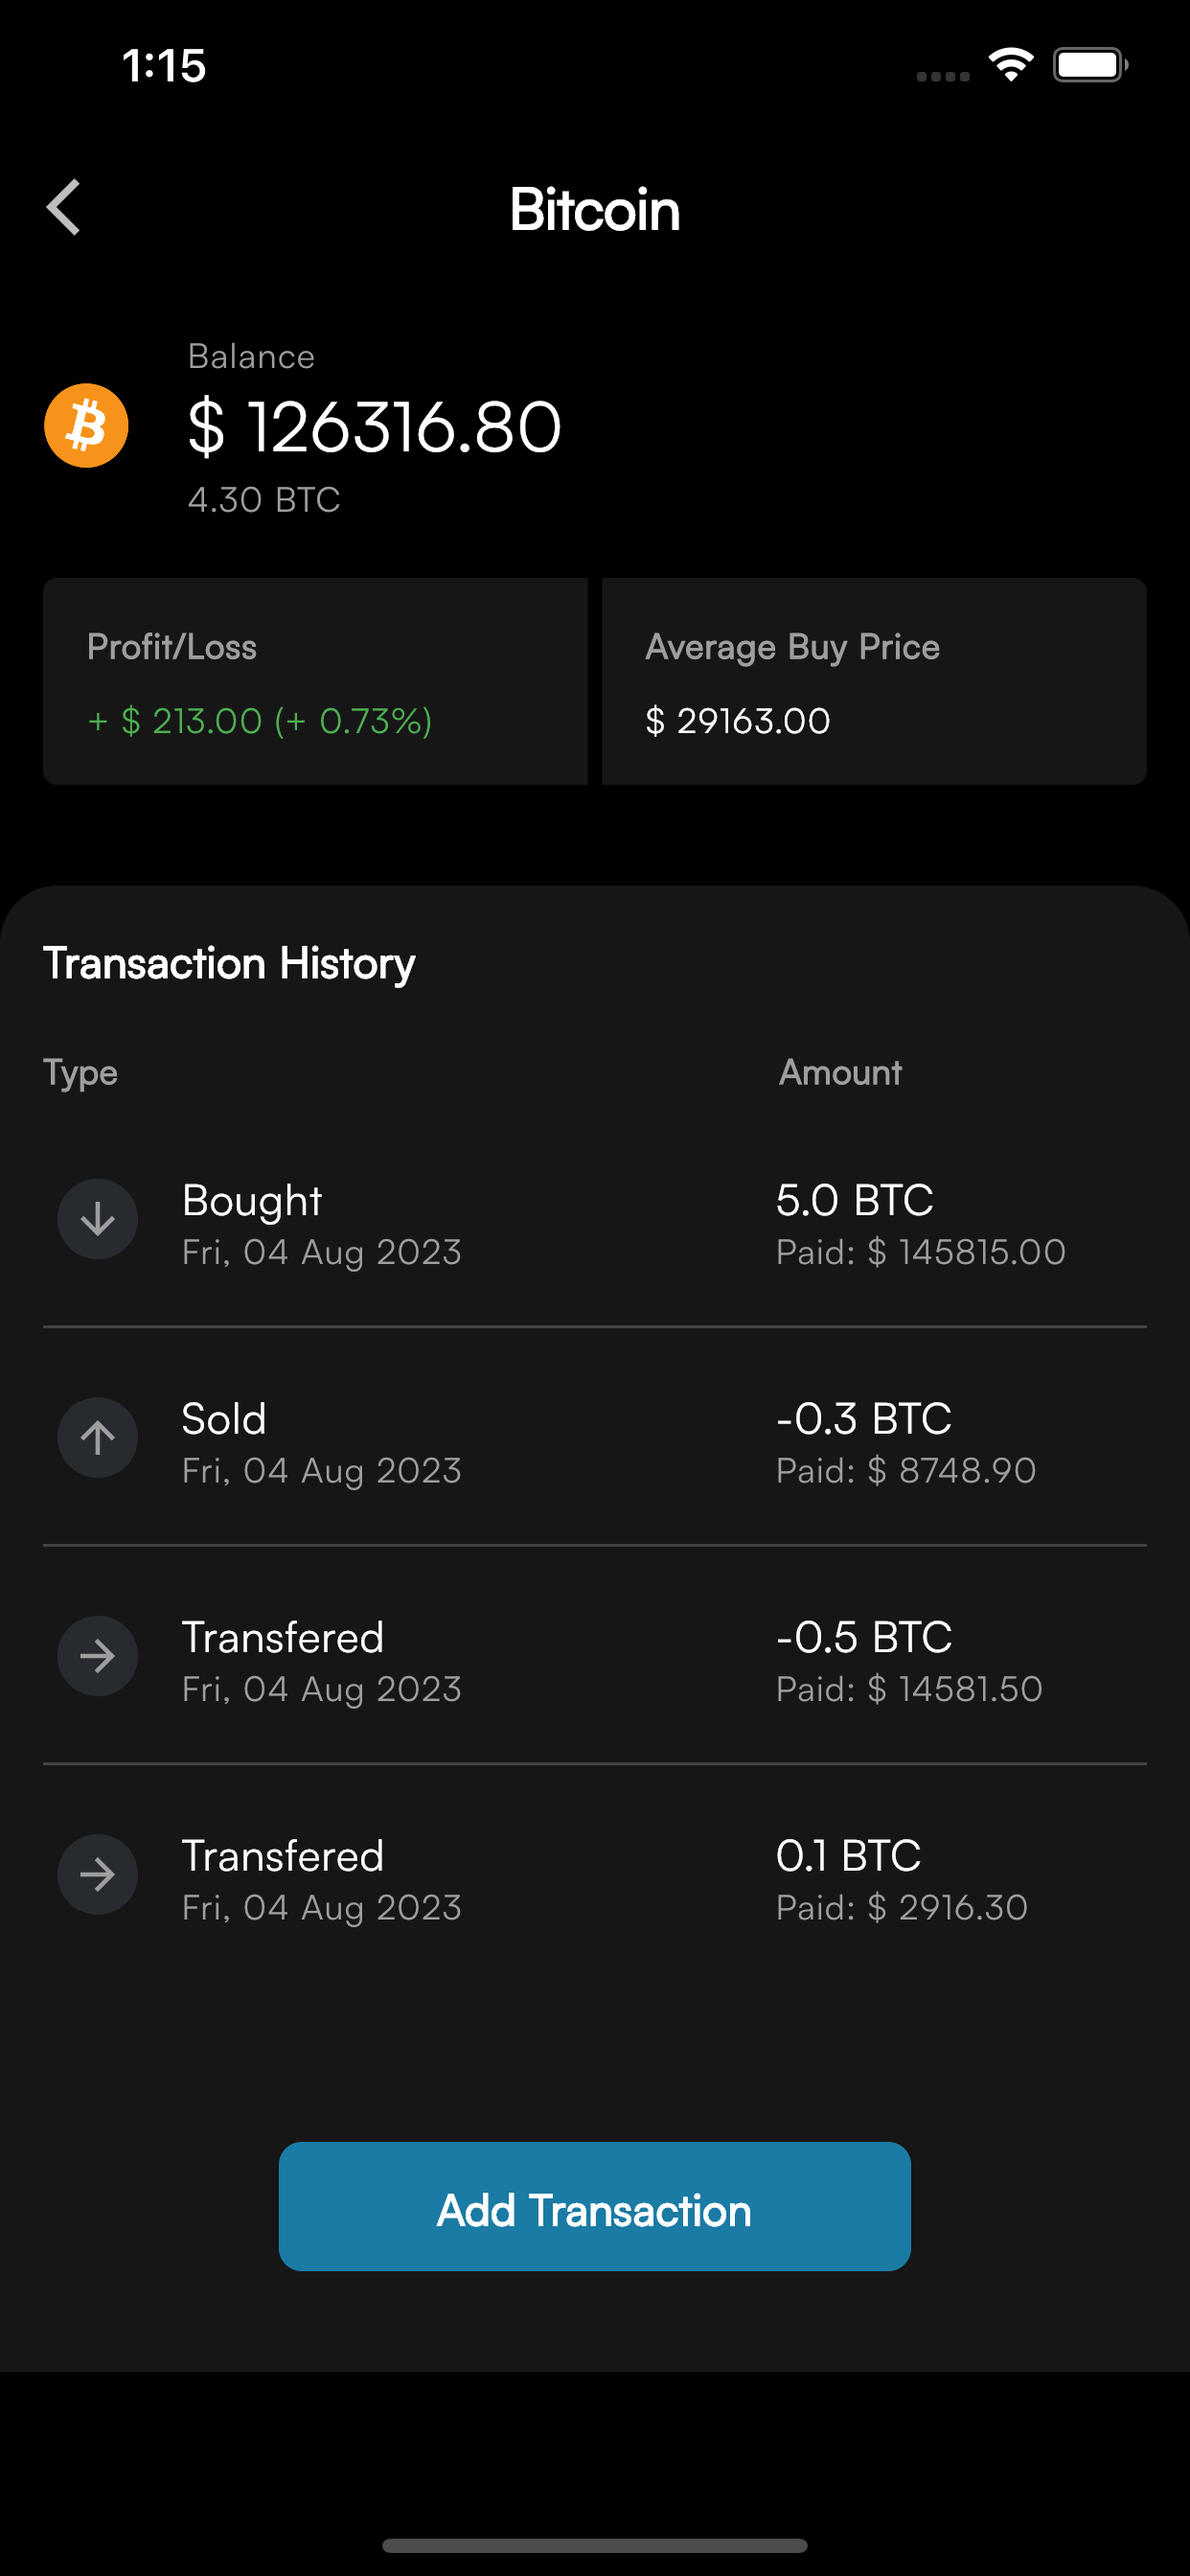 1:15
Bitcoin
Balance
$ 126316.80
4.30 BTC
Profit/Loss
+ $ 213.00 (+ 0.73%)
Average Buy Price
$ 29163.00
Transaction History
Type
Amount
Bought
Fri, 04 Aug 2023
5.0 BTC
Paid: $ 145815.00
Sold
Fri, 04 Aug 2023
-0.3 BTC
Paid: $ 8748.90
Transfered
Fri, 04 Aug 2023
-0.5 BTC
Paid: $ 14581.50
Transfered
Fri, 04 Aug 2023
0.1 BTC
Paid: $ 2916.30
Add Transaction